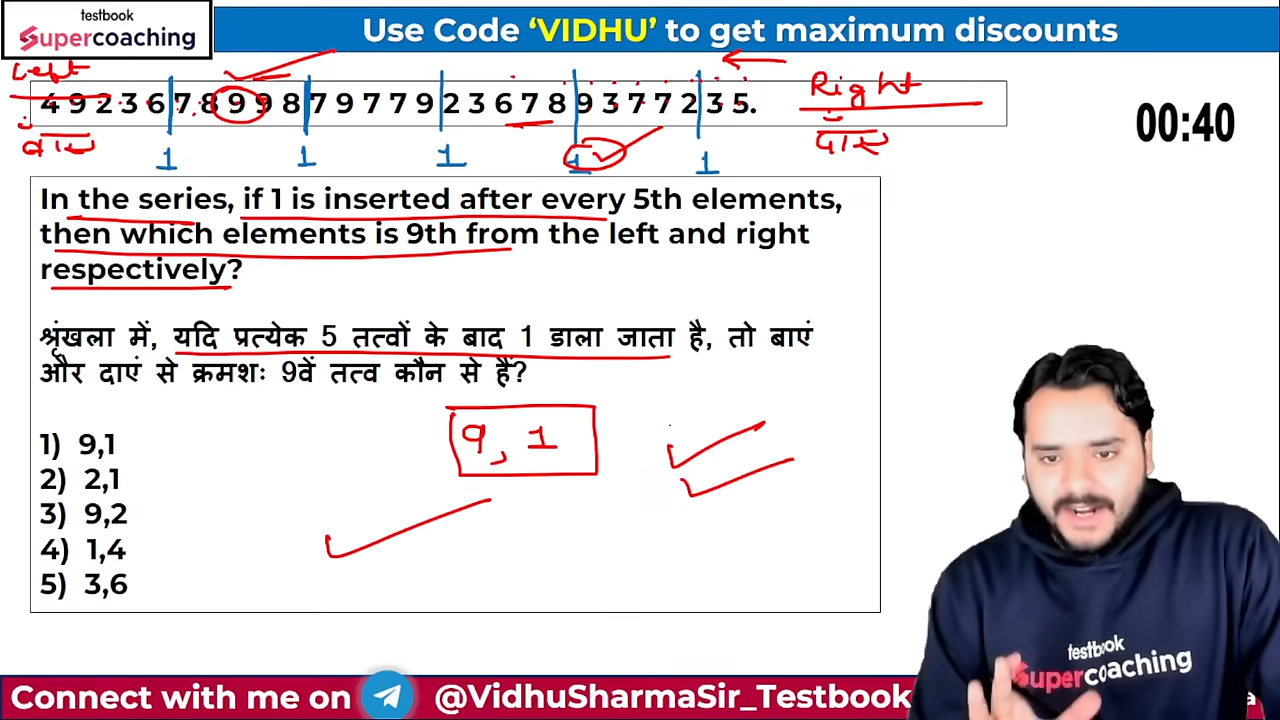 testbook
Supercoaching
Use Code ‘VIDHU’ to get maximum discounts
Left
4 9 2 3 6 7 8 9 9 8 7 9 7 7 9 2 3 6 7 8 9 3 7 7 2 3 5.
Right
00:40
1 1 1 1 1
In the series, if 1 is inserted after every 5th elements,
then which elements is 9th from the left and right
respectively?
श्रृंखला में, यदि प्रत्येक 5 तत्वों के बाद 1 डाला जाता है, तो बाएं
और दाएं से क्रमशः 9वें तत्व कौन से हैं?
9, 1
1) 9,1
2) 2,1
3) 9,2
4) 1,4
5) 3,6
testbook
Supercoaching
Connect with me on @VidhuSharmaSir_Testbook